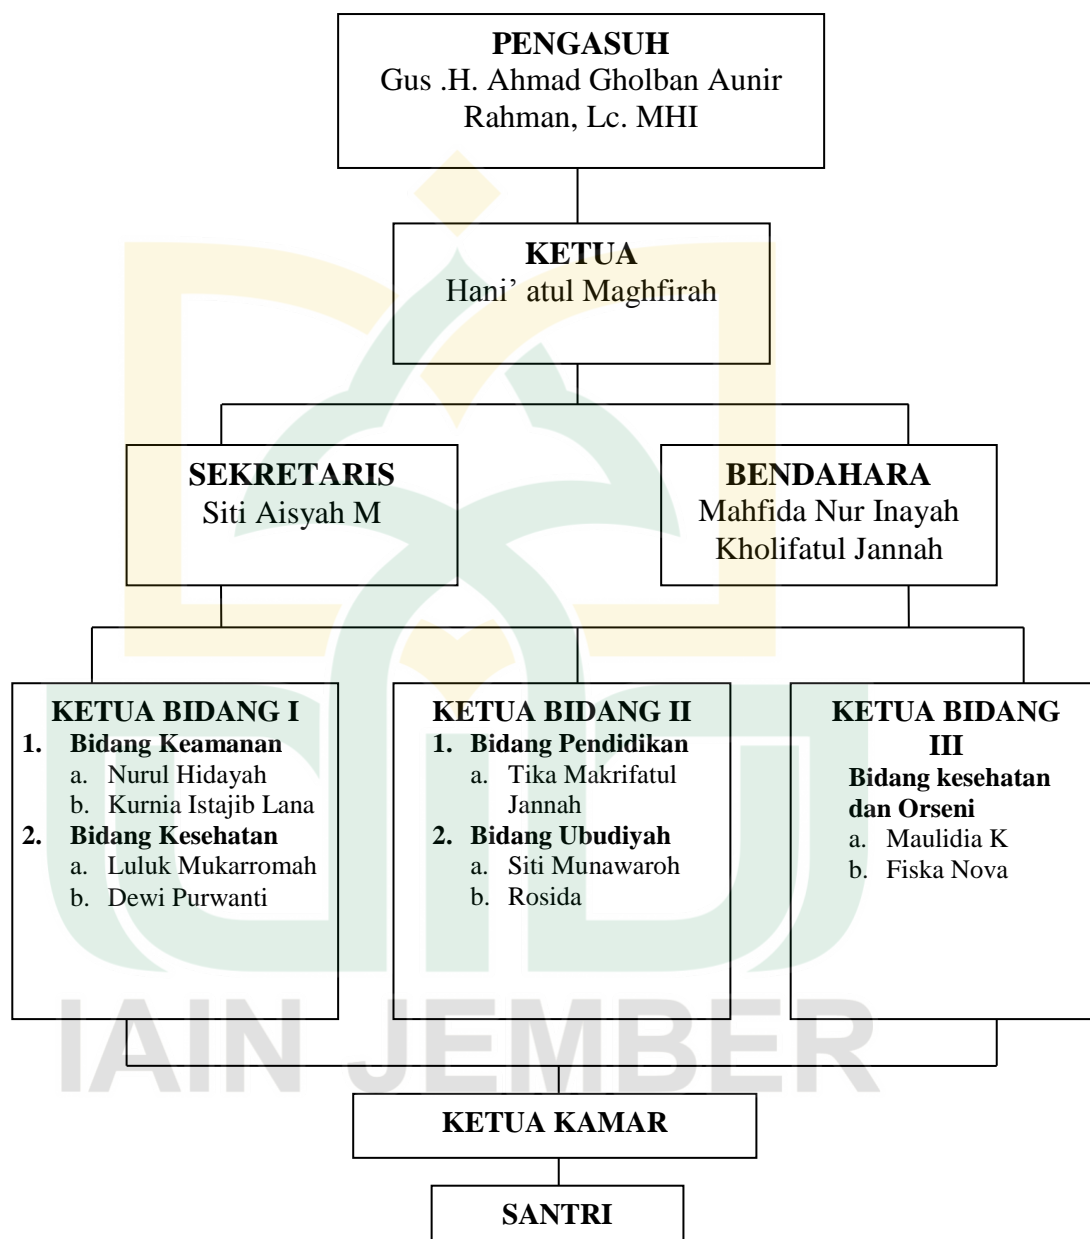 PENGASUH
Gus .H. Ahmad Gholban Aunir
Rahman, Lc. MHI
KETUA
Hani’ atul Maghfirah
SEKRETARIS
Siti Aisyah M
BENDAHARA
Mahfida Nur Inayah
Kholifatul Jannah
KETUA BIDANG I
1. Bidang Keamanan
a. Nurul Hidayah
b. Kurnia Istajib Lana
2. Bidang Kesehatan
a. Luluk Mukarromah
b. Dewi Purwanti
KETUA BIDANG II
1. Bidang Pendidikan
a. Tika Makrifatul
Jannah
2. Bidang Ubudiyah
a. Siti Munawaroh
b. Rosida
KETUA BIDANG
III
Bidang kesehatan
dan Orseni
a. Maulidia K
b. Fiska Nova
IAIN JEMBER
KETUA KAMAR
SANTRI